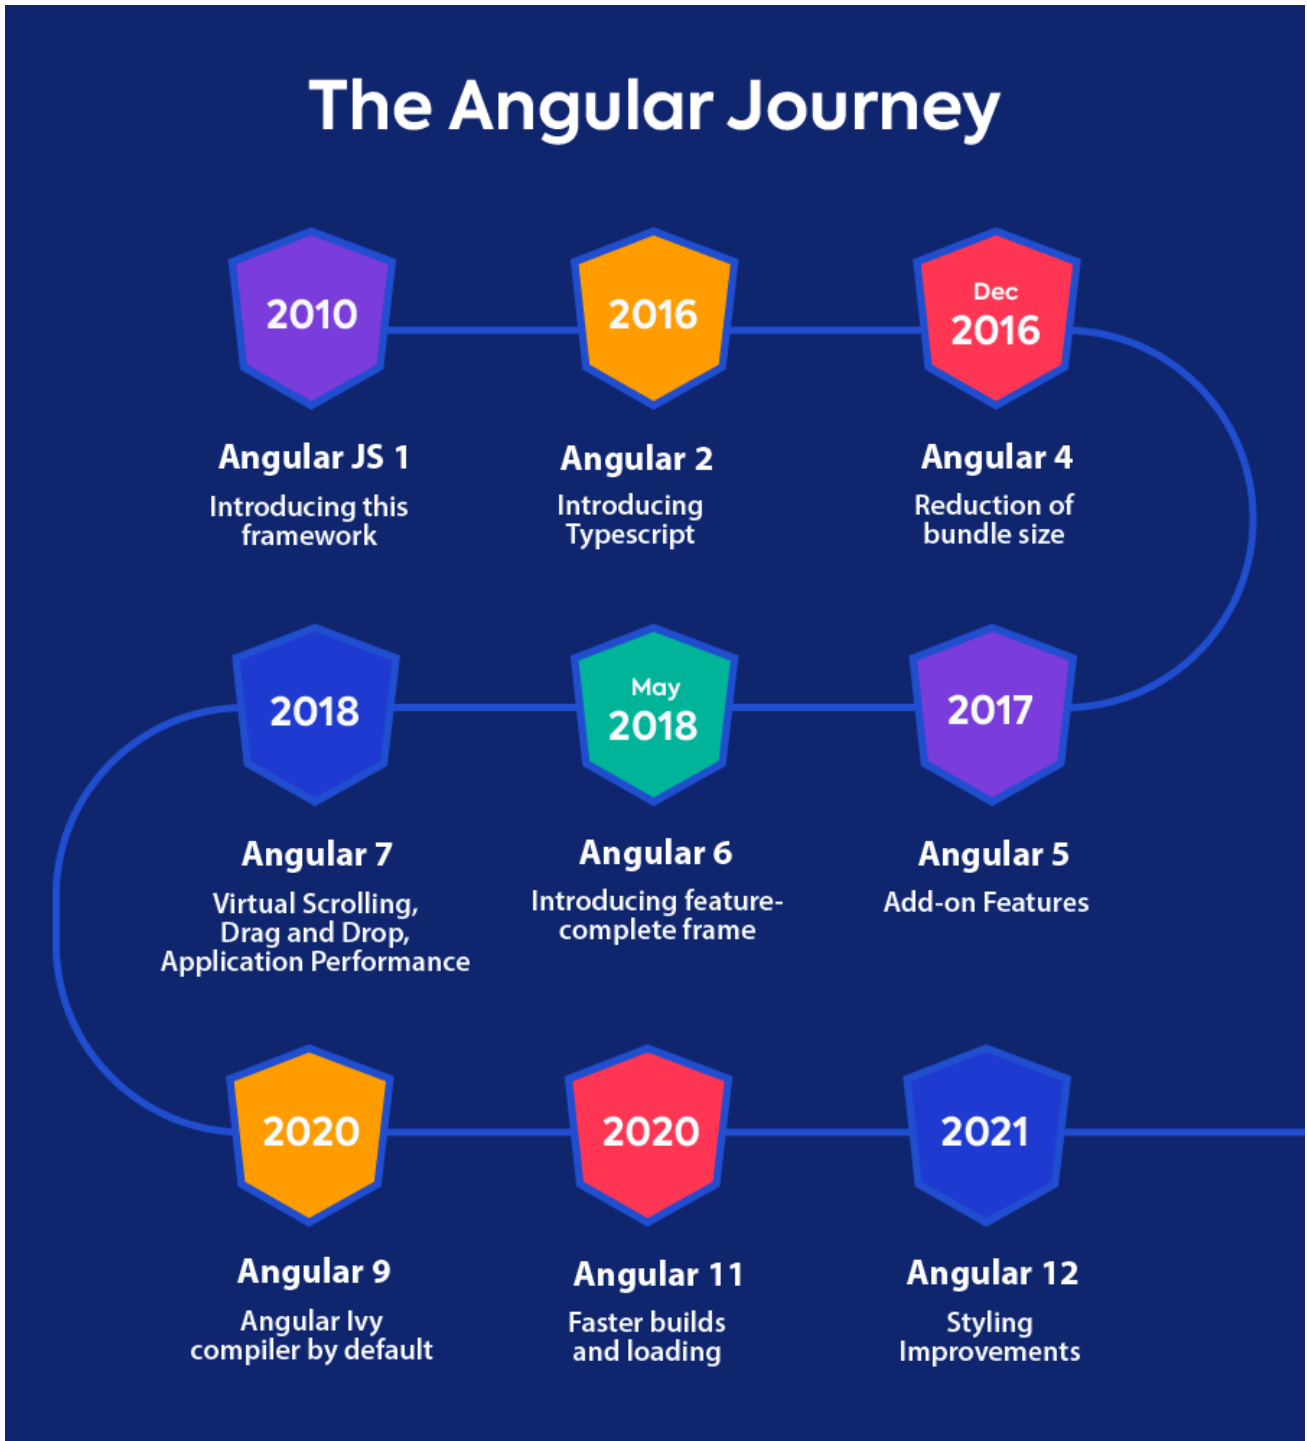 The Angular Journey
2010
Angular JS 1
Introducing this
framework
2016
Angular 2
Introducing
Typescript
Dec
2016
Angular 4
Reduction of
bundle size
2017
Angular 5
Add-on Features
May
2018
Angular 6
Introducing feature-
complete frame
2018
Angular 7
Virtual Scrolling,
Drag and Drop,
Application Performance
2020
Angular 9
Angular Ivy
compiler by default
2020
Angular 11
Faster builds
and loading
2021
Angular 12
Styling
Improvements